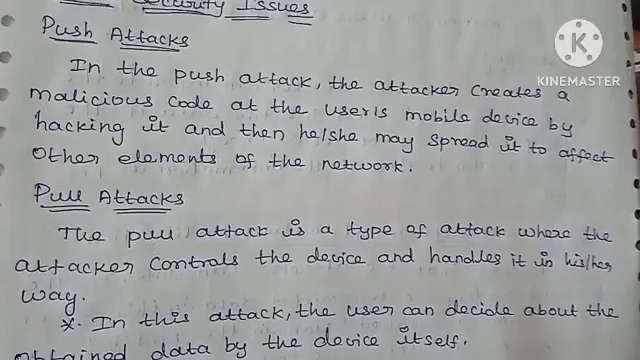 Security Issues
Push Attacks
In the push attack, the attacker creates a
malicious code at the user's mobile device by
hacking it and then he/she may spread it to affect
other elements of the network.
Pull Attacks
The pull attack is a type of attack where the
attacker controls the device and handles it in his/her
way.
*. In this attack, the user can decide about the
obtained data by the device itself.
KINEMASTER